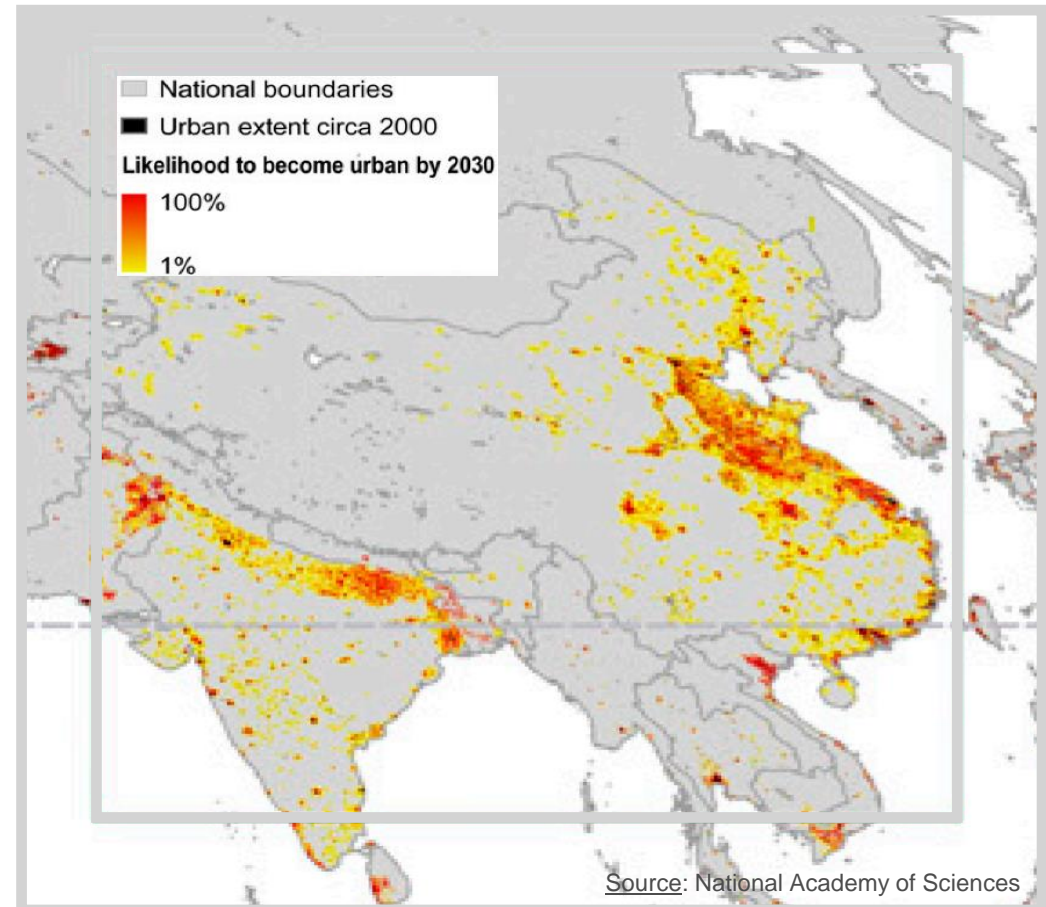 National boundaries
Urban extent circa 2000
Likelihood to become urban by 2030
100%
1%
Source: National Academy of Sciences